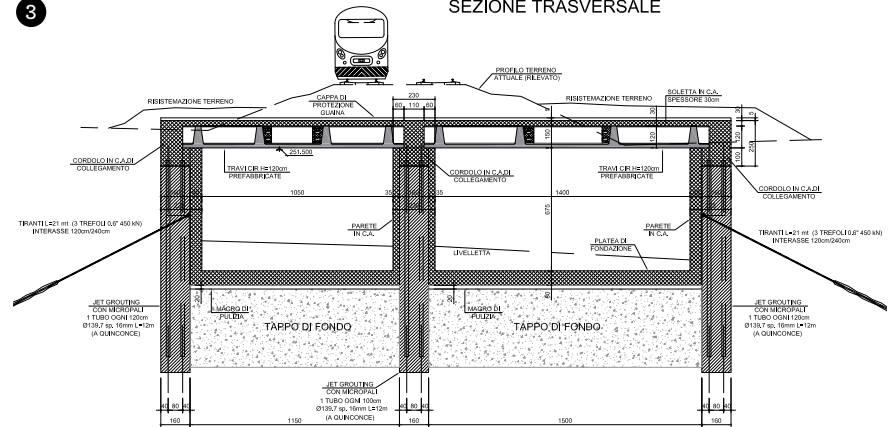 3
SEZIONE TRASVERSALE
PROFILO TERRENO
ATTUALE (RILEVATO)
RISISTEMAZIONE TERRENO
CAPPA DI
PROTEZIONE
GUAINA
230
60 110 60
RISISTEMAZIONE TERRENO
SOLETTA IN C.A.
SPESSORE 30cm
30
5
150
30
120
120
100
250
251.500
CORDOLO IN C.A.DI
COLLEGAMENTO
TRAVI CIR H=120cm
PREFABBRICATE
CORDOLO IN C.A.DI
COLLEGAMENTO
TRAVI CIR H=120cm
PREFABBRICATE
CORDOLO IN C.A.DI
COLLEGAMENTO
1050
35
35
1400
675
TIRANTI L=21 mt (3 TREFOLI 0,6" 450 kN)
INTERASSE 120cm/240cm
PARETE
IN C.A.
LIVELLETTA
PLATEA DI
FONDAZIONE
PARETE
IN C.A.
TIRANTI L=21 mt (3 TREFOLI 0,6" 450 kN)
INTERASSE 120cm/240cm
20
MAGRO DI
PULIZIA
20
MAGRO DI
PULIZIA
JET GROUTING
CON MICROPALI
1 TUBO OGNI 120cm
Ø139,7 sp, 16mm L=12m
(A QUINCONCE)
TAPPO DI FONDO
TAPPO DI FONDO
JET GROUTING
CON MICROPALI
1 TUBO OGNI 120cm
Ø139,7 sp, 16mm L=12m
(A QUINCONCE)
JET GROUTING
CON MICROPALI
1 TUBO OGNI 100cm
Ø139,7 sp, 16mm L=12m
(A QUINCONCE)
40 80 40
40 80 40
40 80 40
160 1150 160 1500 160